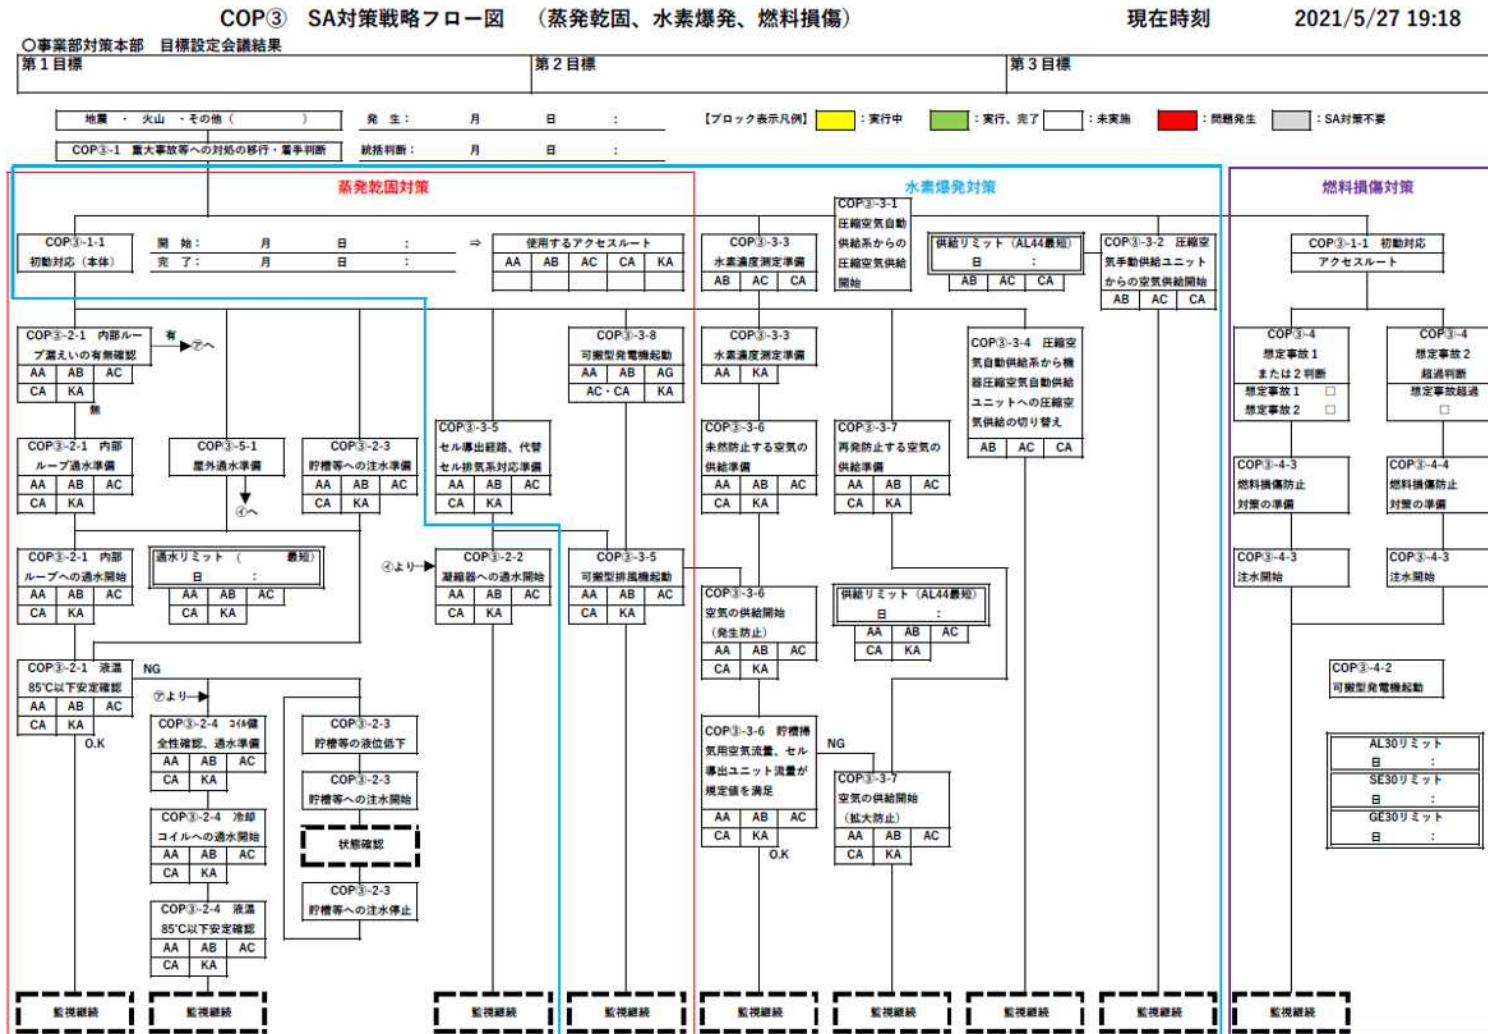 COP③ SA対策戦略フロー図 （蒸発乾固、水素爆発、燃料損傷）
現在時刻 2021/5/27 19:18
〇事業部対策本部 目標設定会議結果
第１目標
第２目標
第３目標
地震 ・ 火山 ・その他（ ）
発 生： 月 日 ：
【ブロック表示凡例】 ：実行中 ：実行、完了 ：未実施 ：問題発生 ：SA対策不要
COP③-1 重大事故等への対処の移行・着手判断
統括判断： 月 日 ：
蒸発乾固対策
水素爆発対策
燃料損傷対策
COP③-1-1
初動対応（本体）
開 始： 月 日 ：
完 了： 月 日 ：
⇒
使用するアクセスルート
AA AB AC CA KA
COP③-3-3
水素濃度測定準備
AB AC CA
COP③-3-1
圧縮空気自動
供給系からの
圧縮空気供給
開始
供給リミット（AL44最短）
日 ：
AB AC CA
COP③-3-2 圧縮空
気手動供給ユニット
からの空気供給開始
AB AC CA
COP③-1-1 初動対応
アクセスルート
COP③-2-1 内部ルー
プ漏えいの有無確認
AA AB AC
CA KA
有
㋐へ
無
COP③-3-8
可搬型発電機起動
AA AB AG
AC・CA KA
COP③-3-3
水素濃度測定準備
AA KA
COP③-3-4 圧縮空
気自動供給系から機
器圧縮空気自動供給
ユニットへの圧縮空
気供給の切り替え
AB AC CA
COP③-4
想定事故１
または２判断
想定事故１ □
想定事故２ □
COP③-4
想定事故２
超過判断
想定事故超過
□
COP③-2-1 内部
ループ通水準備
AA AB AC
CA KA
COP③-5-1
屋外通水準備
㋑へ
COP③-2-3
貯槽等への注水準備
AA AB AC
CA KA
COP③-3-5
セル導出経路、代替
セル排気系対応準備
AA AB AC
CA KA
COP③-3-6
未然防止する空気の
供給準備
AA AB AC
CA KA
COP③-3-7
再発防止する空気の
供給準備
AA AB AC
CA KA
COP③-4-3
燃料損傷防止
対策の準備
COP③-4-4
燃料損傷防止
対策の準備
COP③-2-1 内部
ループへの通水開始
AA AB AC
CA KA
通水リミット （ 最短）
日 ：
AA AB AC
CA KA
㋑より
COP③-2-2
凝縮器への通水開始
AA AB AC
CA KA
COP③-3-5
可搬型排風機起動
AA AB AC
CA KA
COP③-3-6
空気の供給開始
（発生防止）
AA AB AC
CA KA
供給リミット（AL44最短）
日 ：
AA AB AC
CA KA
COP③-4-3
注水開始
COP③-4-3
注水開始
COP③-2-1 液温
85℃以下安定確認
AA AB AC
CA KA
NG
O.K
㋐より
COP③-2-4 ｺｲﾙ健
全性確認、通水準備
AA AB AC
CA KA
COP③-2-3
貯槽等の液位低下
COP③-2-3
貯槽等への注水開始
状態確認
COP③-2-3
貯槽等への注水停止
COP③-2-4 冷却
コイルへの通水開始
AA AB AC
CA KA
COP③-2-4 液温
85℃以下安定確認
AA AB AC
CA KA
COP③-3-6 貯槽掃
気用空気流量、セル
導出ユニット流量が
規定値を満足
AA AB AC
CA KA
NG
O.K
COP③-3-7
空気の供給開始
（拡大防止）
AA AB AC
CA KA
COP③-4-2
可搬型発電機起動
AL30リミット
日 ：
SE30リミット
日 ：
GE30リミット
日 ：
監視継続 監視継続 監視継続 監視継続 監視継続 監視継続 監視継続 監視継続 監視継続